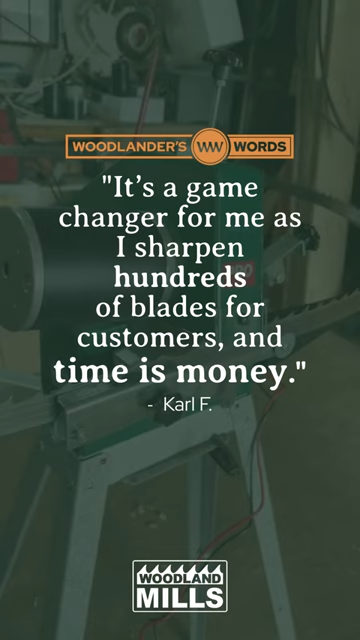 WOODLANDER'S WW WORDS
"It's a game
changer for me as
I sharpen
hundreds
of blades for
customers, and
time is money."
- Karl F.
WOODLAND
MILLS